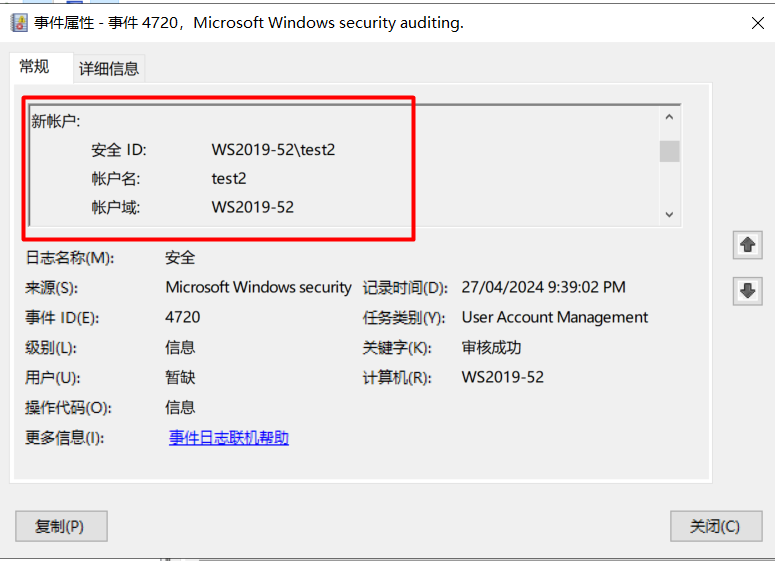 事件属性 - 事件 4720，Microsoft Windows security auditing.
常规 详细信息
新帐户:
安全 ID: WS2019-52\test2
帐户名: test2
帐户域: WS2019-52
日志名称(M): 安全
来源(S): Microsoft Windows security 记录时间(D): 27/04/2024 9:39:02 PM
事件 ID(E): 4720 任务类别(Y): User Account Management
级别(L): 信息 关键字(K): 审核成功
用户(U): 暂缺 计算机(R): WS2019-52
操作代码(O): 信息
更多信息(I): 事件日志联机帮助
复制(P) 关闭(C)